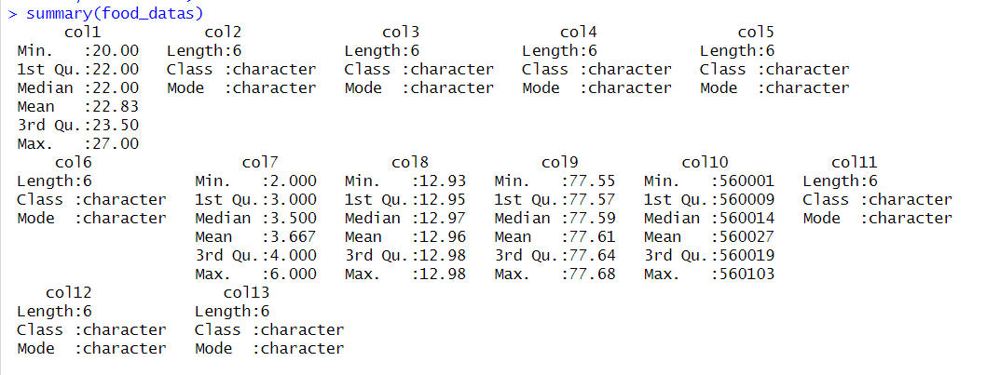 > summary(food_datas)
col1 col2 col3 col4 col5
Min. :20.00 Length:6 Length:6 Length:6 Length:6
1st Qu.:22.00 Class :character Class :character Class :character Class :character
Median :22.00 Mode :character Mode :character Mode :character Mode :character
Mean :22.83
3rd Qu.:23.50
Max. :27.00
col6 col7 col8 col9 col10 col11
Length:6 Min. :2.000 Min. :12.93 Min. :77.55 Min. :560001 Length:6
Class :character 1st Qu.:3.000 1st Qu.:12.95 1st Qu.:77.57 1st Qu.:560009 Class :character
Mode :character Median :3.500 Median :12.97 Median :77.59 Median :560014 Mode :character
Mean :3.667 Mean :12.96 Mean :77.61 Mean :560027
3rd Qu.:4.000 3rd Qu.:12.98 3rd Qu.:77.64 3rd Qu.:560019
Max. :6.000 Max. :12.98 Max. :77.68 Max. :560103
col12 col13
Length:6 Length:6
Class :character Class :character
Mode :character Mode :character